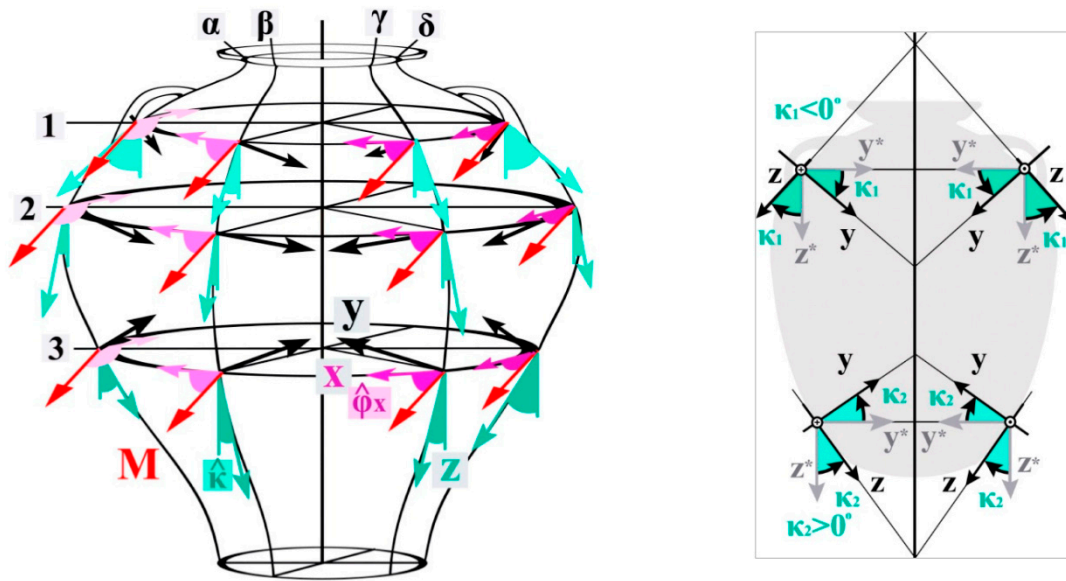 α β γ δ
1
2
3
y
x
φ̂x
M
κ̂
z
κ₁<0°
y* y*
z z
κ₁ κ₁
κ₁ z* z* κ₁
y y
y y
κ₂ κ₂
y* y*
z* z*
κ₂ z z κ₂
κ₂>0°